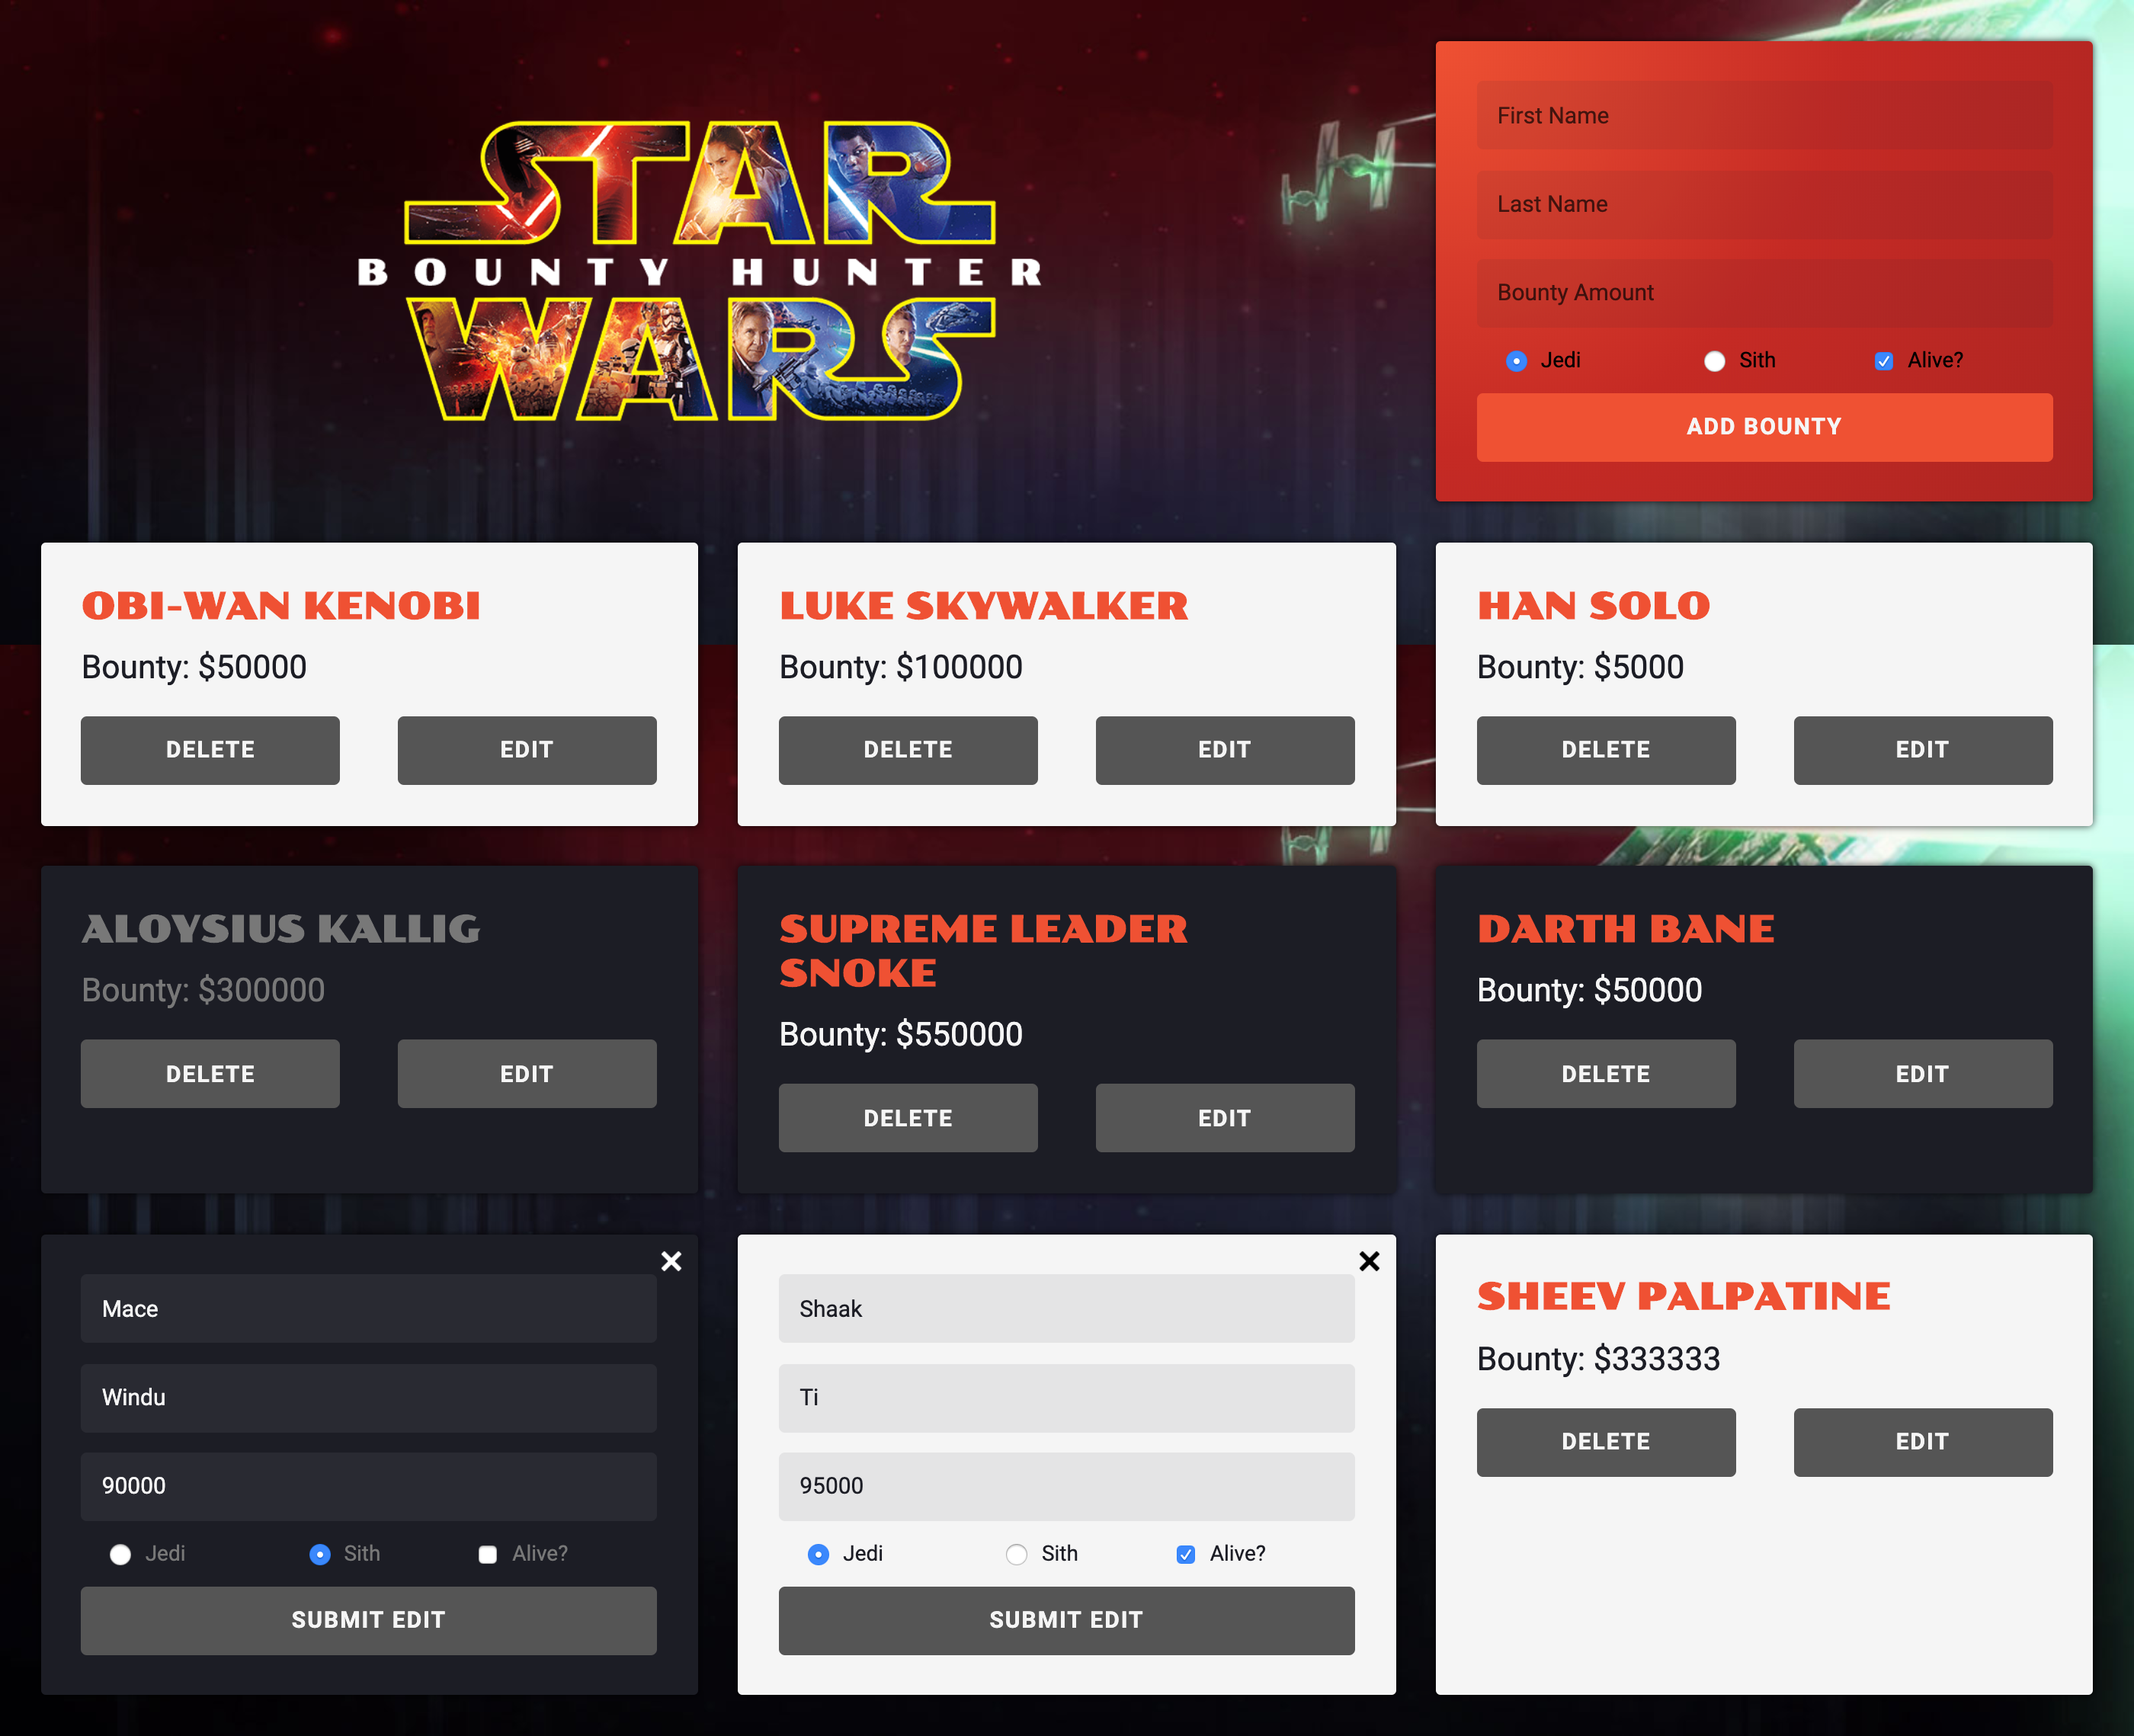 STAR
BOUNTY HUNTER
WARS
First Name
Last Name
Bounty Amount
Jedi Sith Alive?
ADD BOUNTY
OBI-WAN KENOBI
Bounty: $50000
DELETE EDIT
LUKE SKYWALKER
Bounty: $100000
DELETE EDIT
HAN SOLO
Bounty: $5000
DELETE EDIT
ALOYSIUS KALLIG
Bounty: $300000
DELETE EDIT
SUPREME LEADER
SNOKE
Bounty: $550000
DELETE EDIT
DARTH BANE
Bounty: $50000
DELETE EDIT
Mace
Windu
90000
Jedi Sith Alive?
SUBMIT EDIT
Shaak
Ti
95000
Jedi Sith Alive?
SUBMIT EDIT
SHEEV PALPATINE
Bounty: $333333
DELETE EDIT